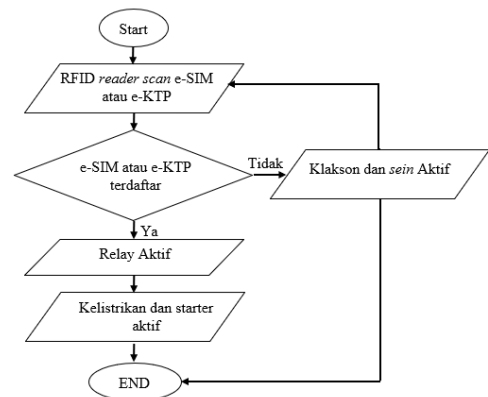 Start
RFID reader scan e-SIM
atau e-KTP
e-SIM atau e-KTP
terdaftar
Tidak
Klakson dan sein Aktif
Ya
Relay Aktif
Kelistrikan dan starter
aktif
END